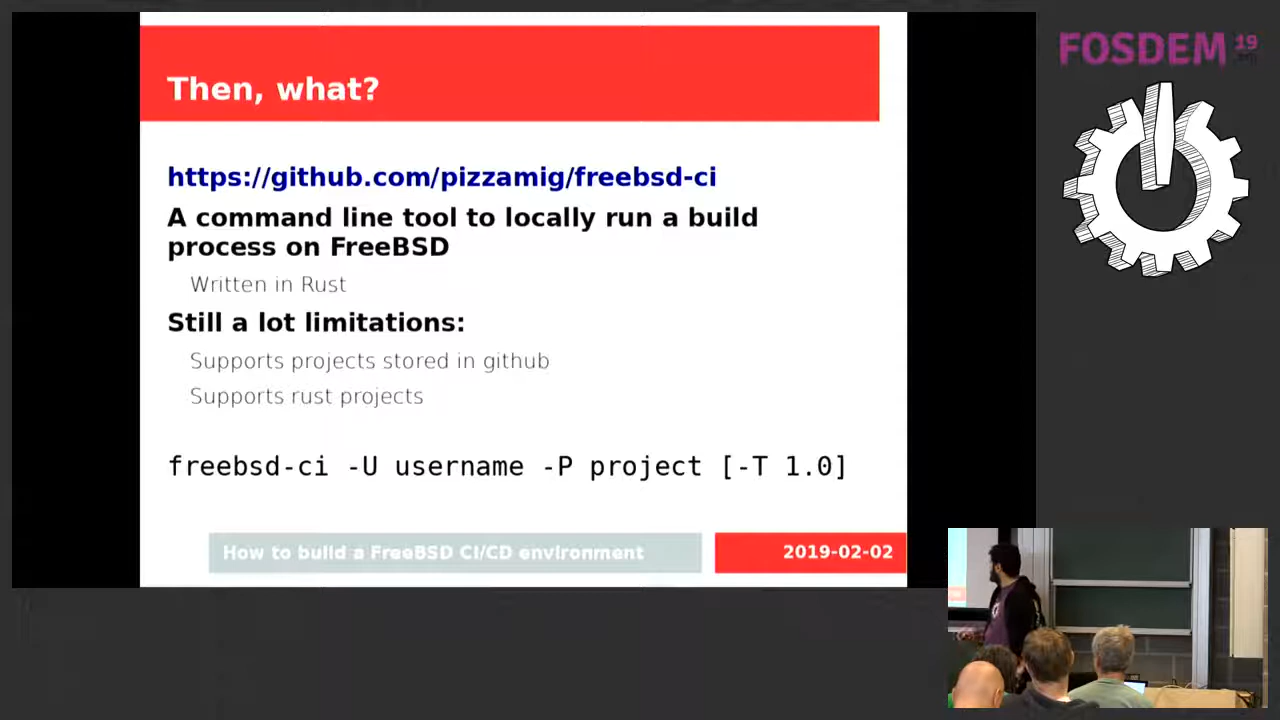 FOSDEM 19
.org
Then, what?
https://github.com/pizzamig/freebsd-ci
A command line tool to locally run a build
process on FreeBSD
Written in Rust
Still a lot limitations:
Supports projects stored in github
Supports rust projects
freebsd-ci -U username -P project [-T 1.0]
How to build a FreeBSD CI/CD environment
2019-02-02